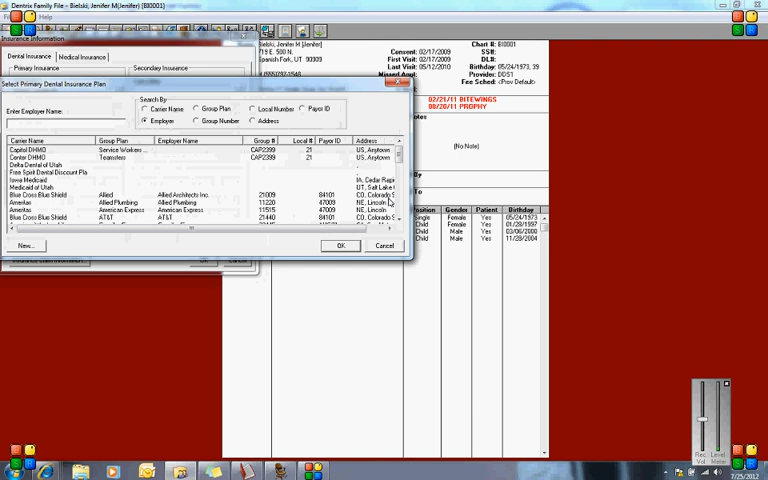 Dentrix Family File - Bielski, Jenifer M(Jenifer) (BI0001)
Help
Insurance Information
Dental Insurance Medical Insurance
Primary Insurance Secondary Insurance
Bielski, Jenifer M [Jenifer]
719 E. 500 N.
Spanish Fork, UT 90009
Chart #: BI0001
Consent: 02/17/2009 SS#:
First Visit: 02/17/2009 DL#:
Last Visit: 05/12/2010 Birthday: 05/24/1973, 39
Missed Appt: Provider: DDS1
Fee Sched: <Prov Default>
02/21/11 BITEWINGS
08/20/11 PROPHY
Notes
(No Note)
By
To
Position Gender Patient Birthday
Single Female Yes 05/24/1973
Child Female Yes 01/28/1997
Child Male Yes 03/06/2000
Child Male Yes 11/28/2004
Select Primary Dental Insurance Plan
Enter Employer Name:
Search By
Carrier Name Group Plan Local Number Payor ID
Employer Group Number Address
Carrier Name Group Plan Employer Name Group # Local # Payor ID Address
Capitol DHMO Service Workers ... CAP2399 21 US, Anytown
Center DHMO Teamsters CAP2399 21 US, Anytown
Delta Dental of Utah ,
Free Spirit Discount Pla ,
Iowa Medicaid IA, Cedar Rapi
Medicaid of Utah UT, Salt Lake
Blue Cross Blue Shield Allied Allied Architects Inc. 21009 84101 CO, Colorado S
Ameritas Allied Plumbing Allied Plumbing 11220 47009 NE, Lincoln
Ameritas American Express American Express 11515 47009 NE, Lincoln
Blue Cross Blue Shield AT&T AT&T 21440 84101 CO, Colorado S
New... OK Cancel
Rec Level
Vol Meter
7/25/2012